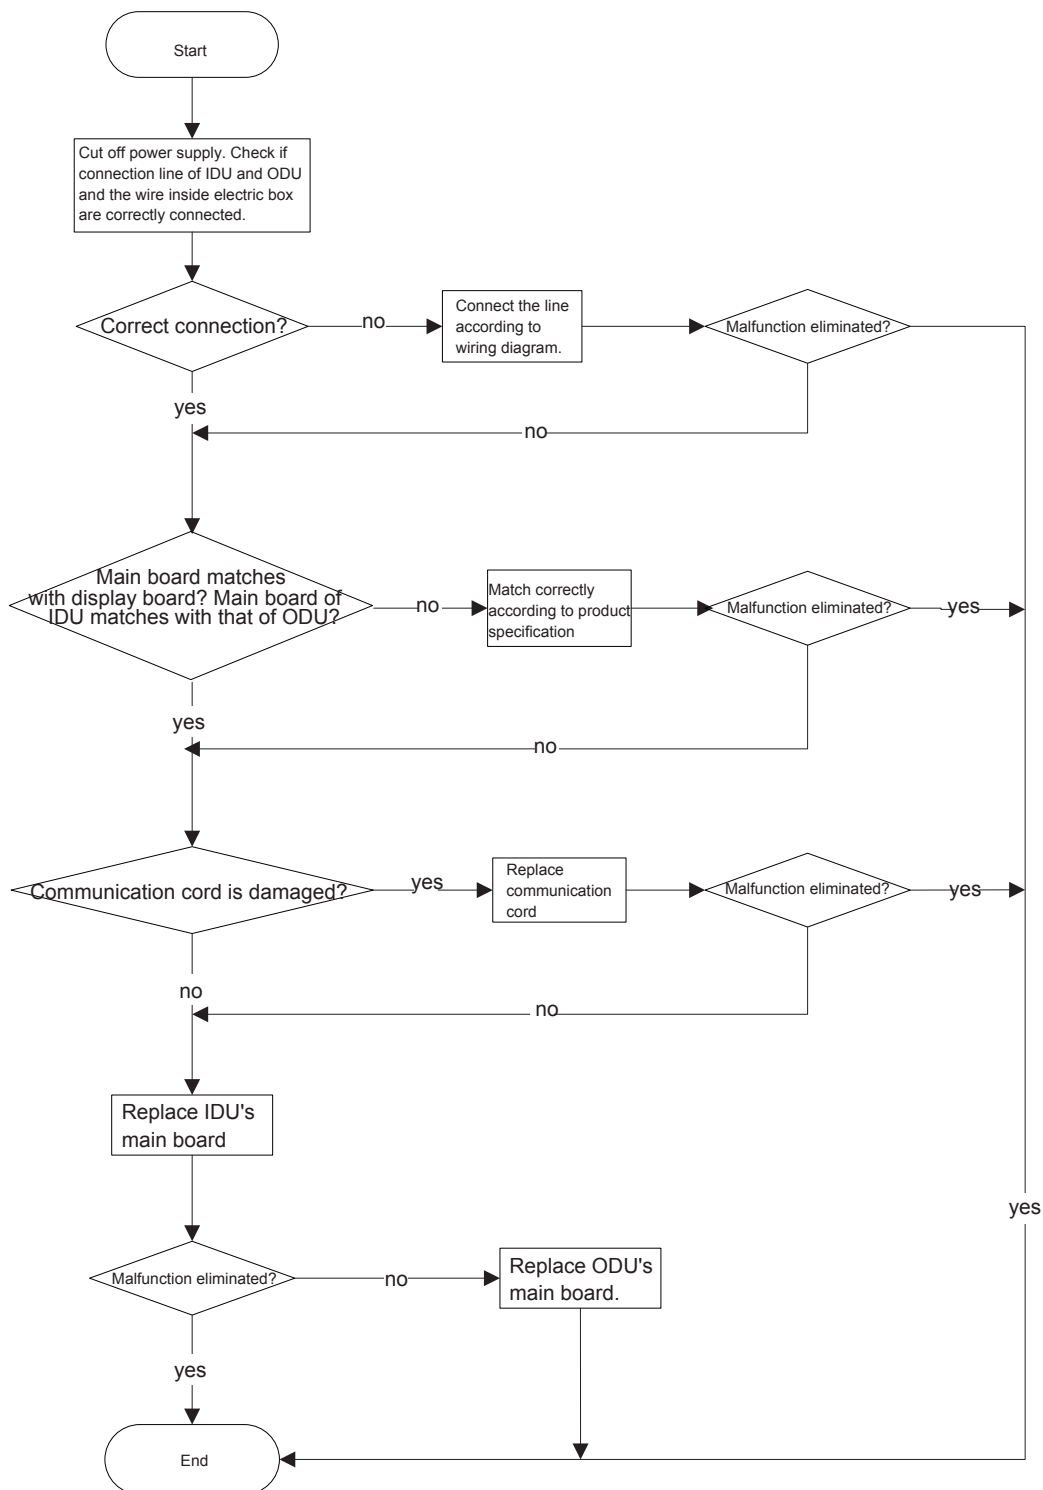 Start
Cut off power supply. Check if
connection line of IDU and ODU
and the wire inside electric box
are correctly connected.
Correct connection?
no
Connect the line
according to
wiring diagram.
Malfunction eliminated?
yes
no
Main board matches
with display board? Main board of
IDU matches with that of ODU?
no
Match correctly
according to product
specification
Malfunction eliminated?
yes
yes
no
Communication cord is damaged?
yes
Replace
communication
cord
Malfunction eliminated?
yes
no
no
Replace IDU's
main board
yes
Malfunction eliminated?
no
Replace ODU's
main board.
yes
End